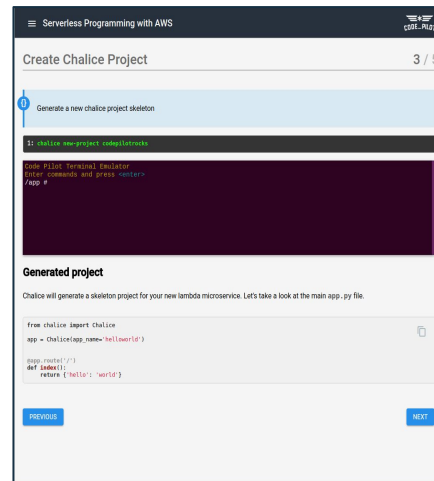 ≡ Serverless Programming with AWS
CODE_PILOT
Create Chalice Project
3 / 5
{} Generate a new chalice project skeleton
1: chalice new-project codepilotrocks
Code Pilot Terminal Emulator
Enter commands and press <enter>
/app #
Generated project
Chalice will generate a skeleton project for your new lambda microservice. Let's take a look at the main app.py file.
from chalice import Chalice
app = Chalice(app_name='helloworld')
@app.route('/')
def index():
    return {'hello': 'world'}
PREVIOUS
NEXT